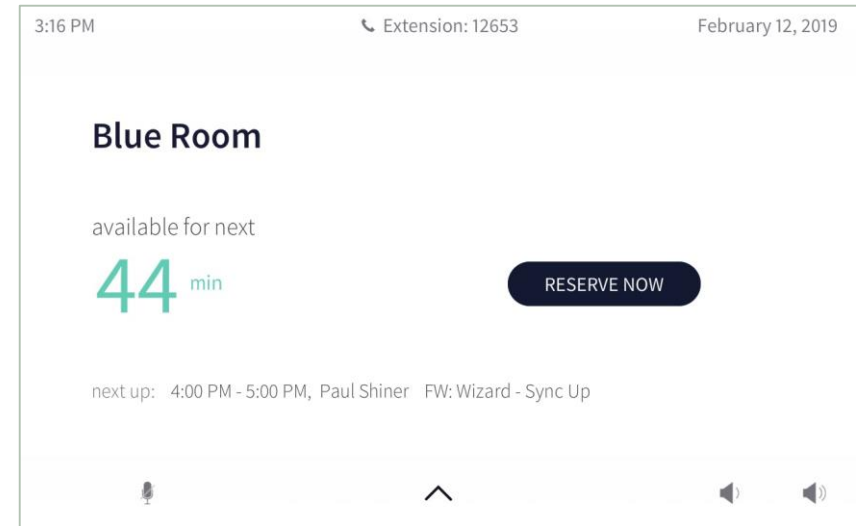 3:16 PM Extension: 12653 February 12, 2019
Blue Room
available for next
44 min
RESERVE NOW
next up: 4:00 PM - 5:00 PM, Paul Shiner FW: Wizard - Sync Up